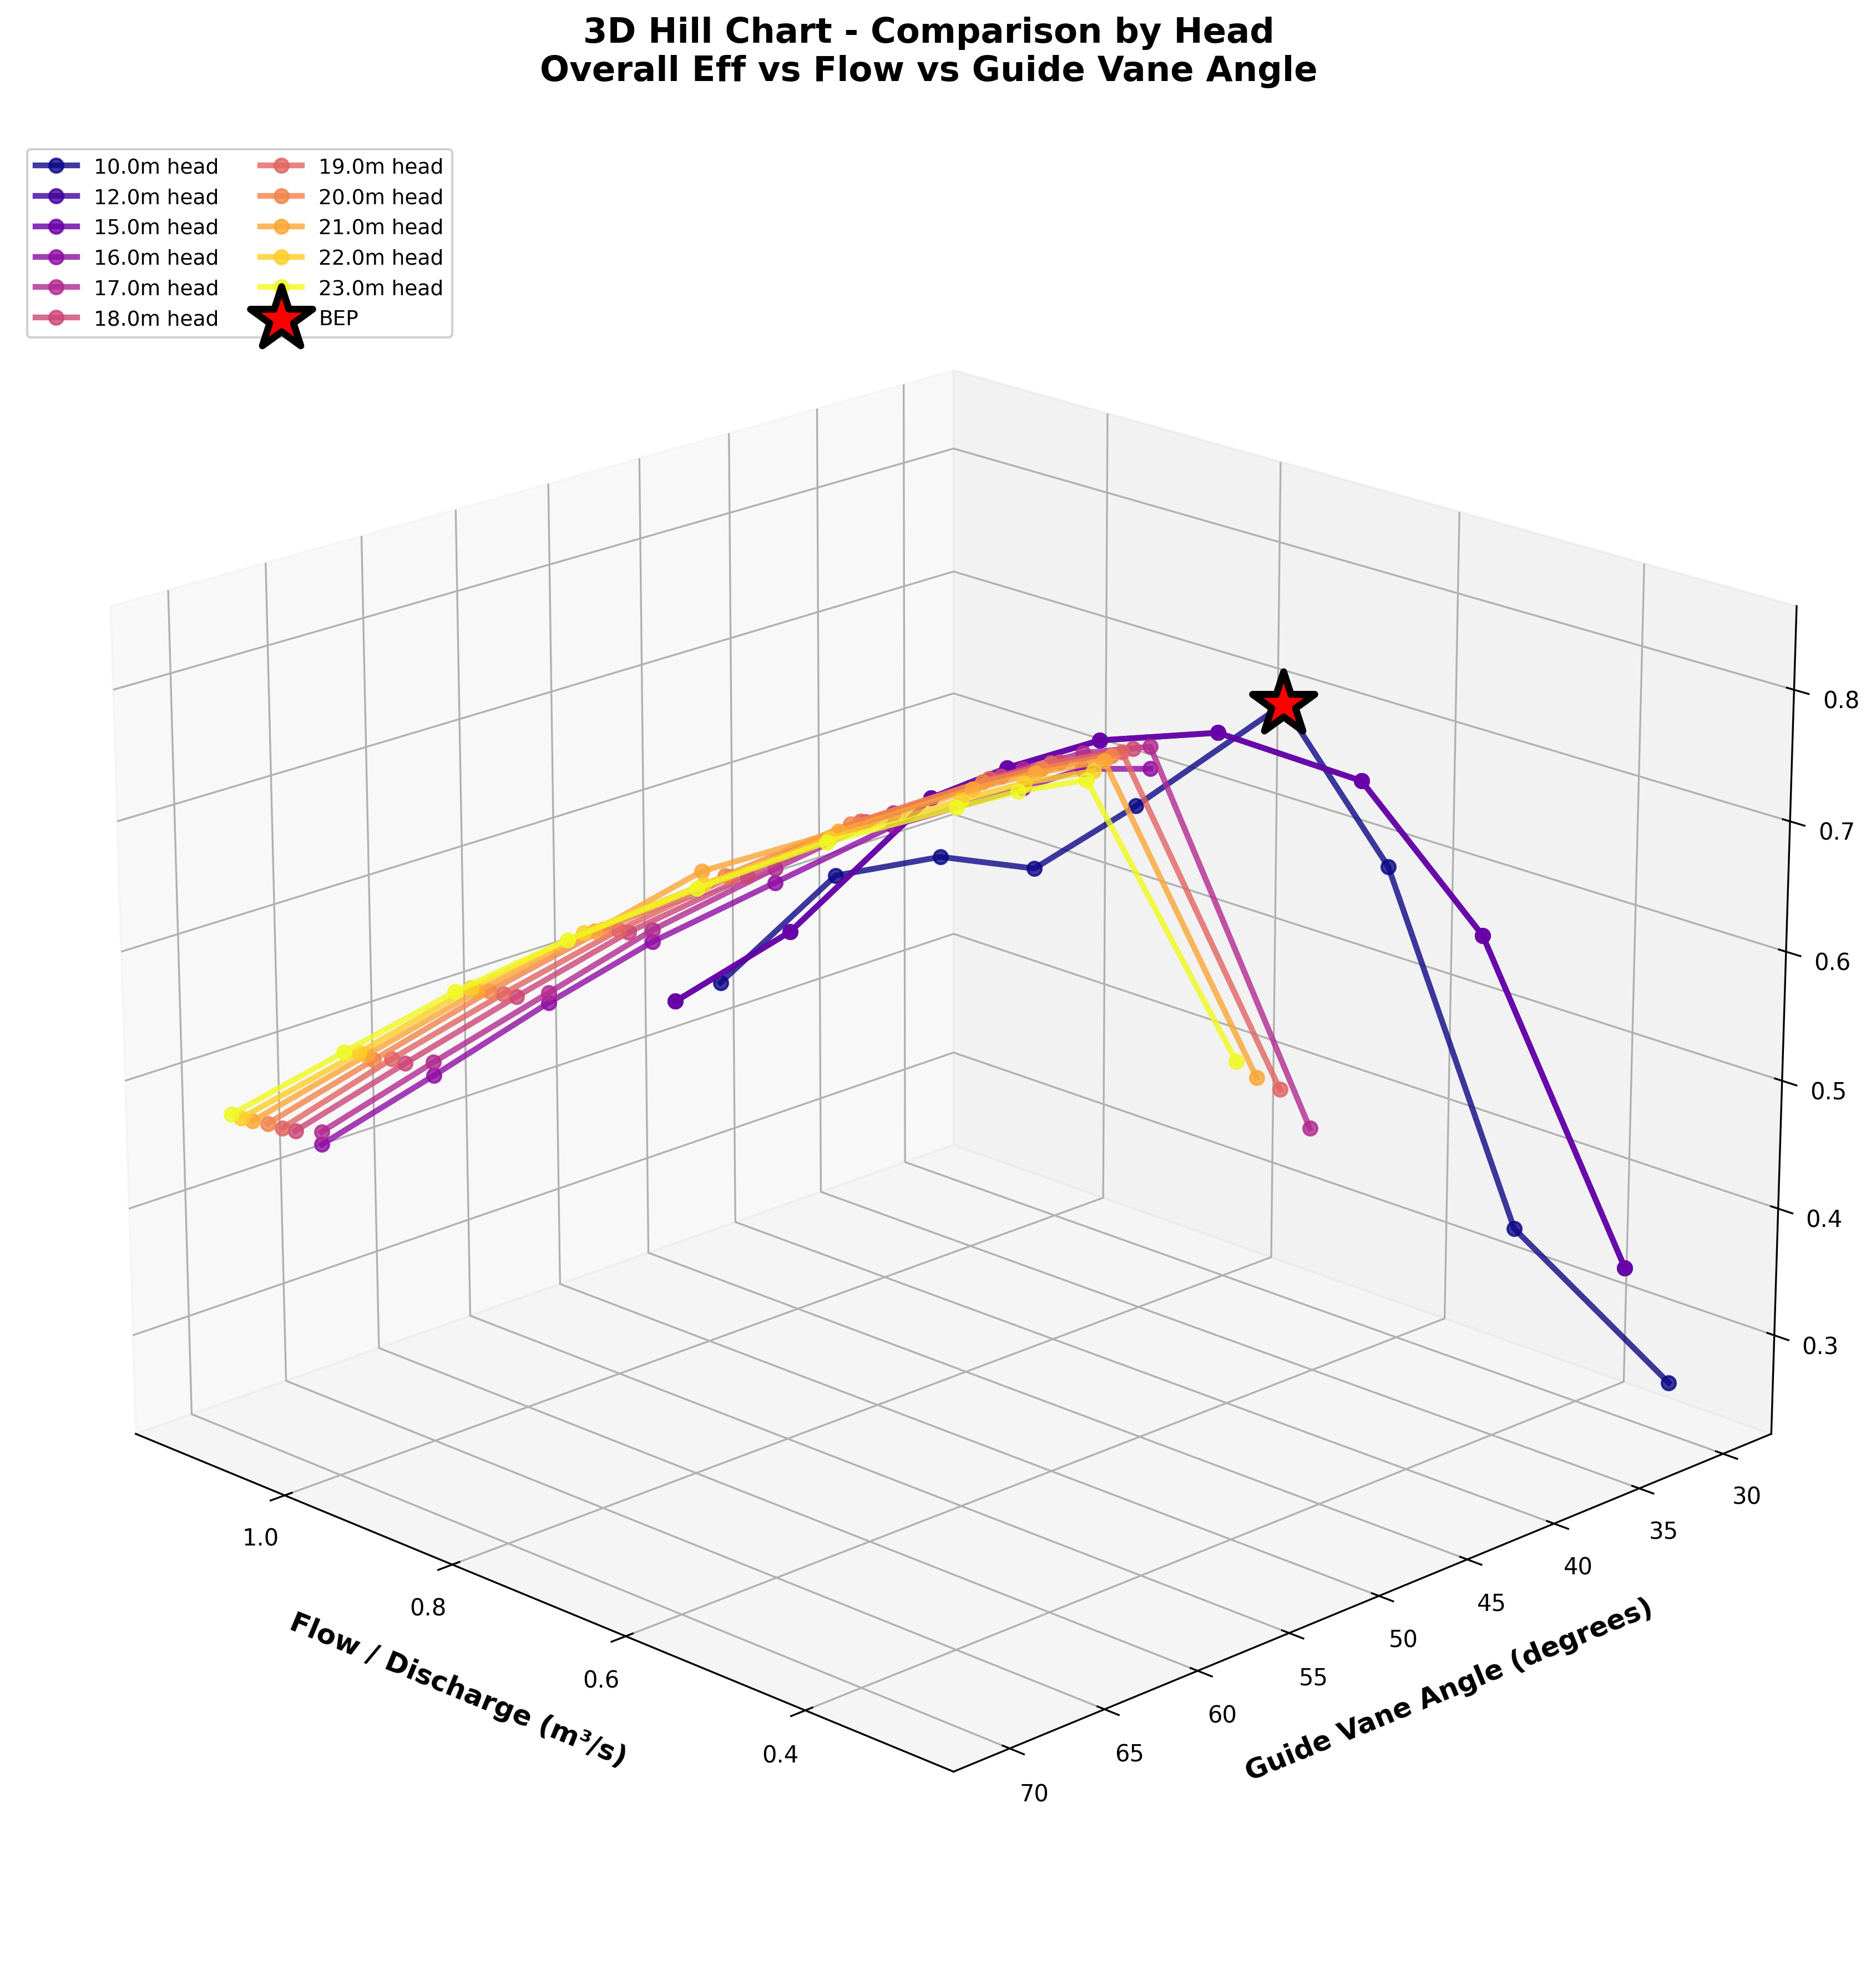 3D Hill Chart - Comparison by Head
Overall Eff vs Flow vs Guide Vane Angle
10.0m head
12.0m head
15.0m head
16.0m head
17.0m head
18.0m head
19.0m head
20.0m head
21.0m head
22.0m head
23.0m head
BEP
0.8
0.7
0.6
0.5
0.4
0.3
1.0
0.8
0.6
0.4
Flow / Discharge (m³/s)
30
35
40
45
50
55
60
65
70
Guide Vane Angle (degrees)